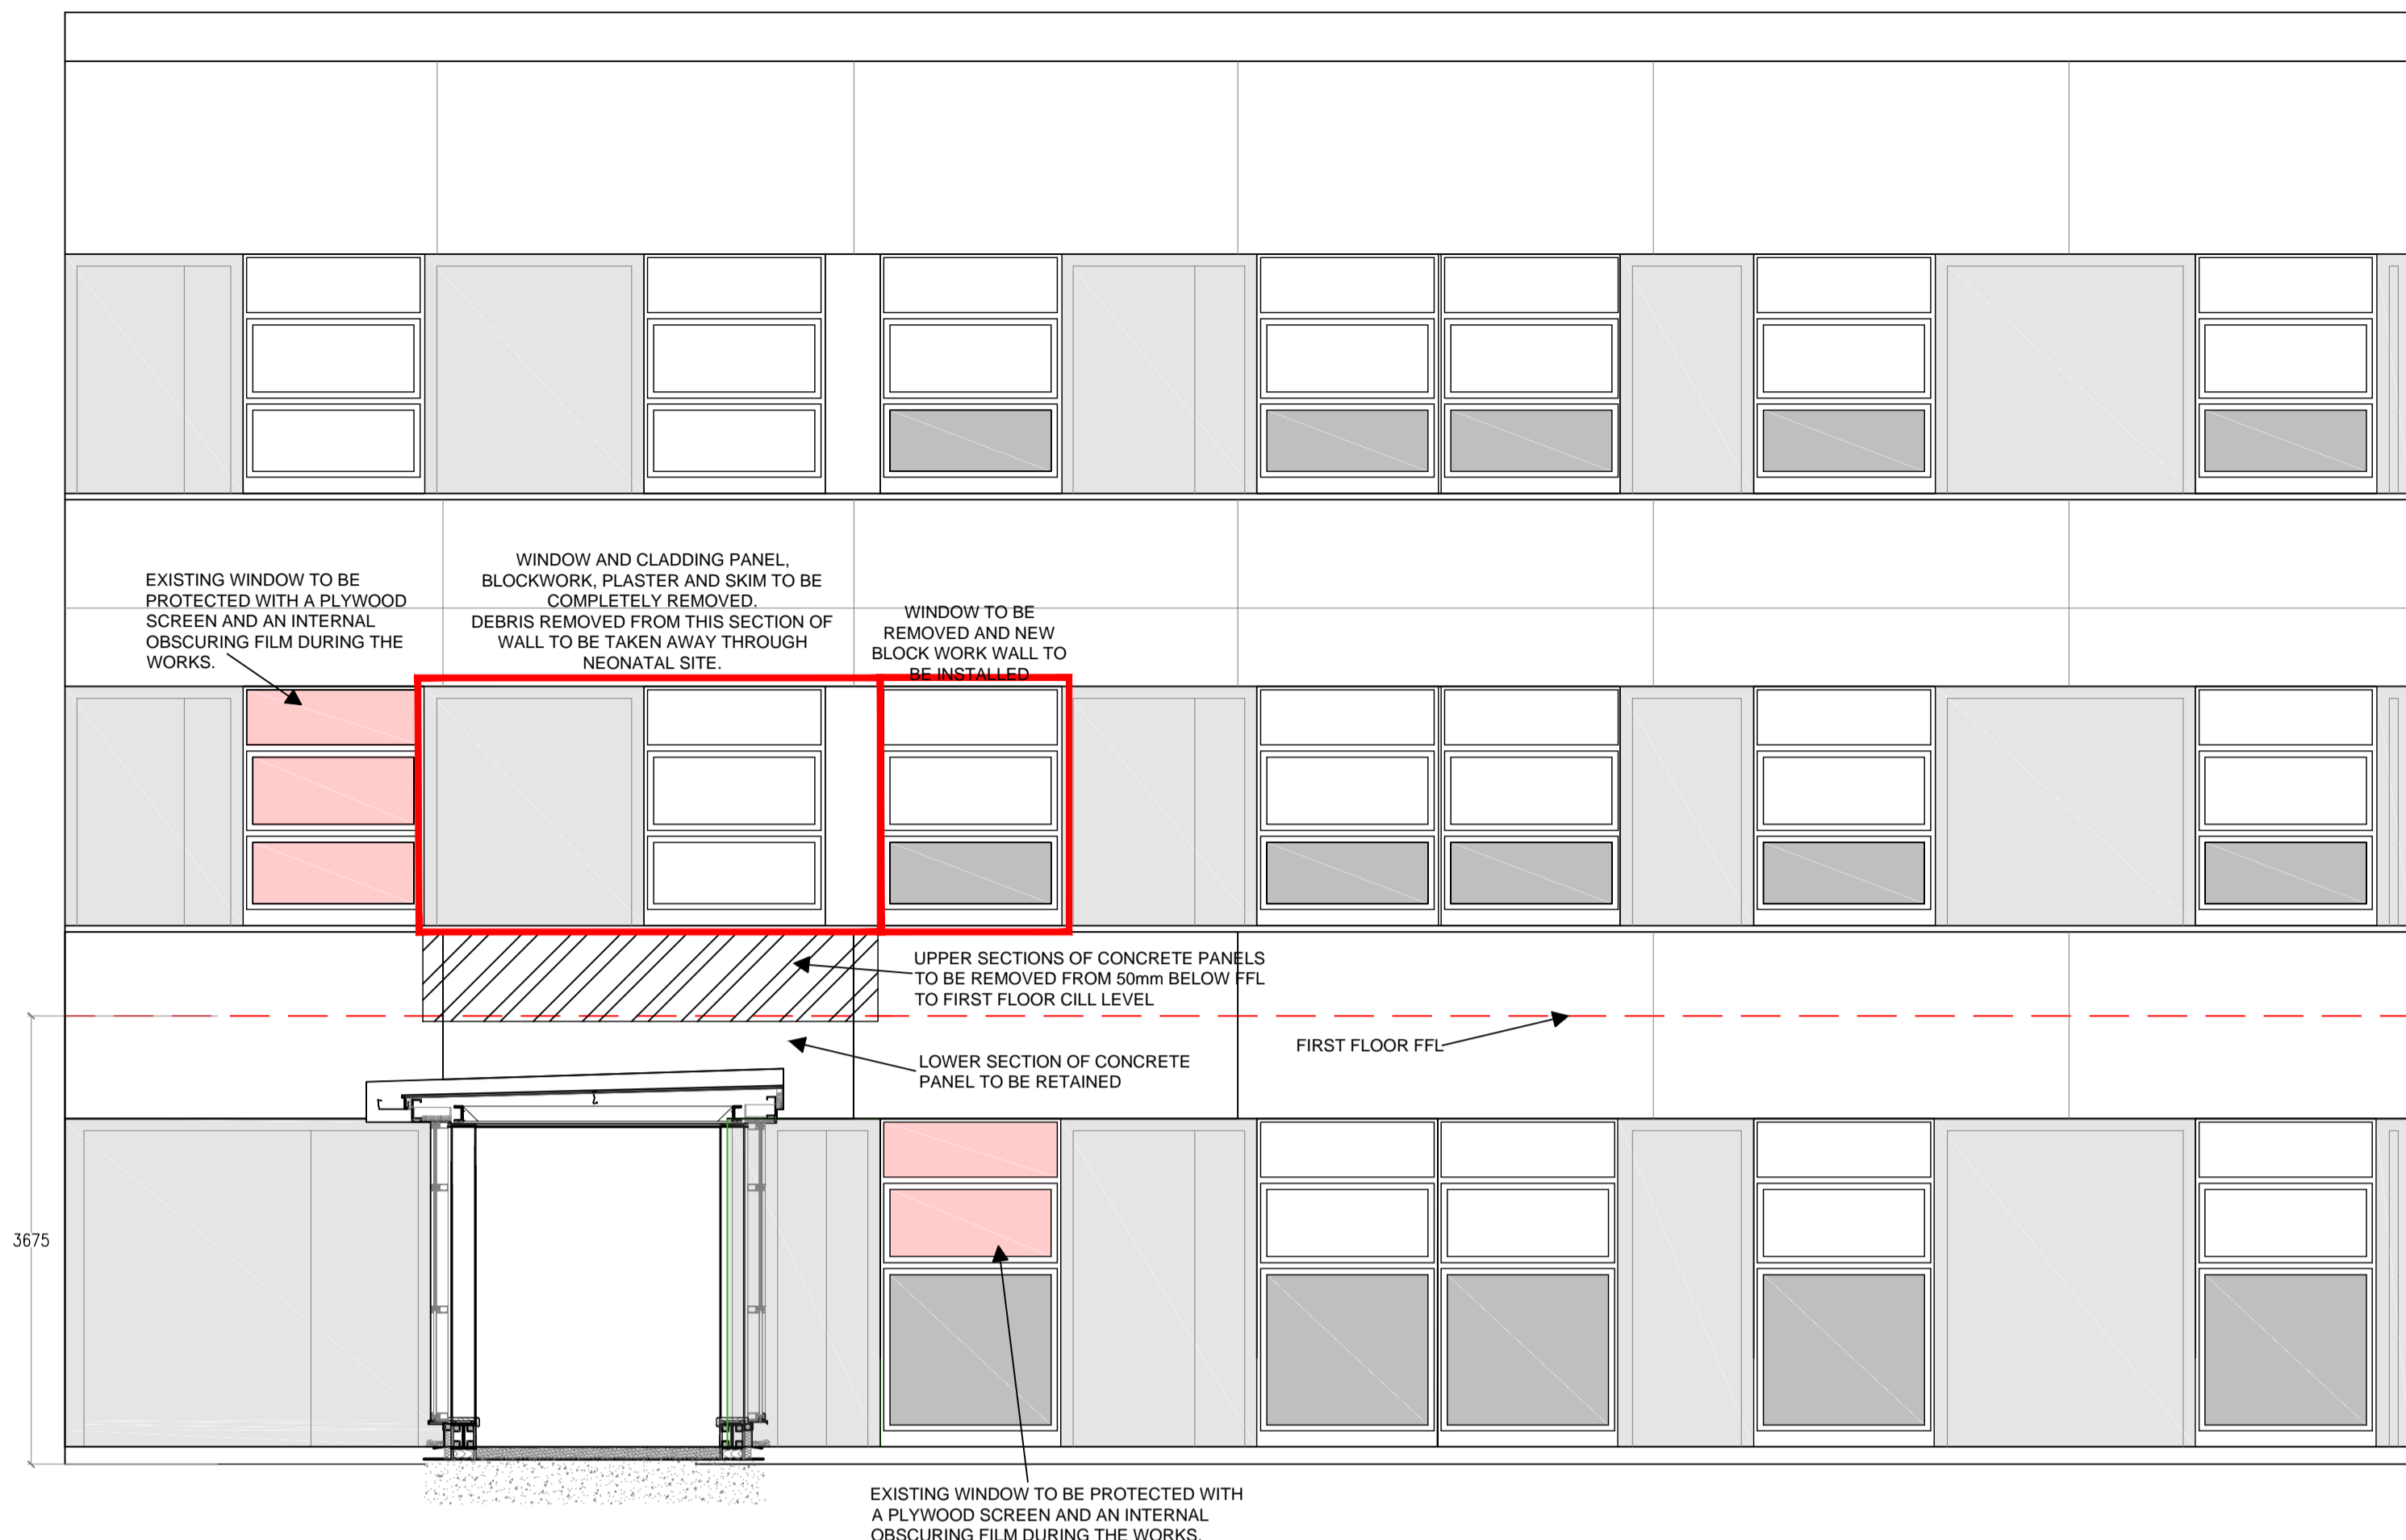 EXISTING WINDOW TO BE
PROTECTED WITH A PLYWOOD
SCREEN AND AN INTERNAL
OBSCURING FILM DURING THE
WORKS.
WINDOW AND CLADDING PANEL,
BLOCKWORK, PLASTER AND SKIM TO BE
COMPLETELY REMOVED.
DEBRIS REMOVED FROM THIS SECTION OF
WALL TO BE TAKEN AWAY THROUGH
NEONATAL SITE.
WINDOW TO BE
REMOVED AND NEW
BLOCK WORK WALL TO
BE INSTALLED
UPPER SECTIONS OF CONCRETE PANELS
TO BE REMOVED FROM 50mm BELOW FFL
TO FIRST FLOOR CILL LEVEL
FIRST FLOOR FFL
LOWER SECTION OF CONCRETE
PANEL TO BE RETAINED
3675
EXISTING WINDOW TO BE PROTECTED WITH
A PLYWOOD SCREEN AND AN INTERNAL
OBSCURING FILM DURING THE WORKS.